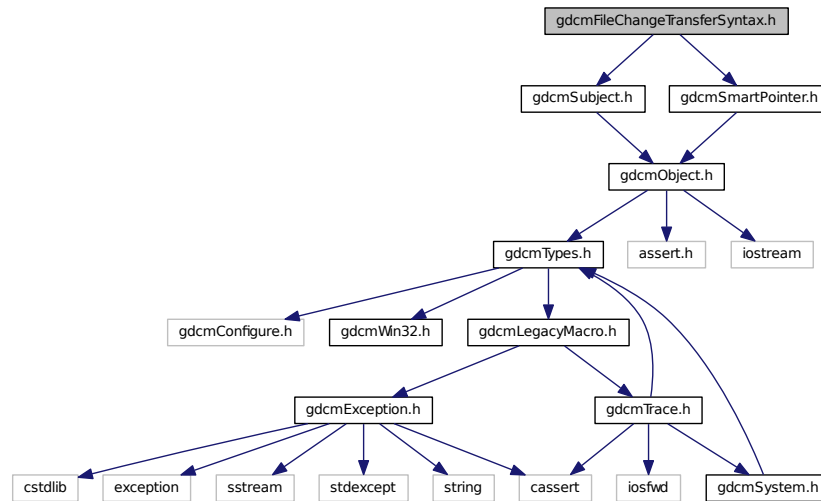 gdcmFileChangeTransferSyntax.h
gdcmSubject.h
gdcmSmartPointer.h
gdcmObject.h
gdcmTypes.h
assert.h
iostream
gdcmConfigure.h
gdcmWin32.h
gdcmLegacyMacro.h
gdcmException.h
gdcmTrace.h
cstdlib
exception
sstream
stdexcept
string
cassert
iosfwd
gdcmSystem.h